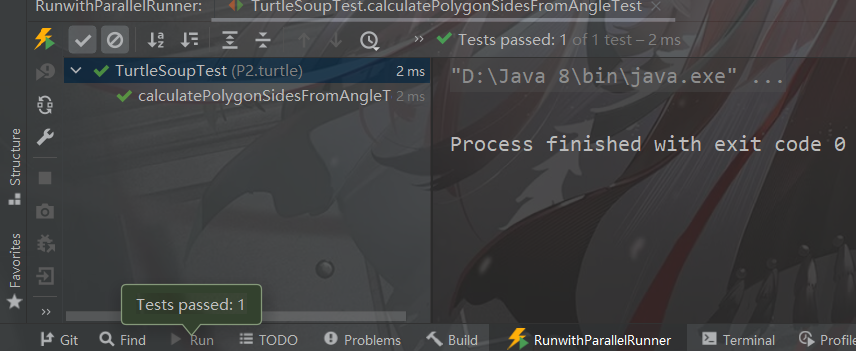 RunwithParallelRunner: TurtleSoupTest.calculatePolygonSidesFromAngleTest
Tests passed: 1 of 1 test – 2 ms
TurtleSoupTest (P2.turtle) 2 ms
calculatePolygonSidesFromAngleT 2 ms
"D:\Java 8\bin\java.exe" ...
Process finished with exit code 0
Structure
Favorites
Tests passed: 1
Git Find Run TODO Problems Build RunwithParallelRunner Terminal Profile